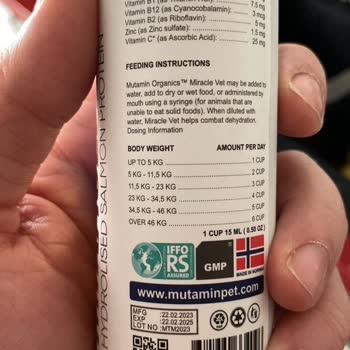 Vitamin B12 (as Cyanocobalamin): 3 mcg
Vitamin B2 (as Riboflavin): 5 mg
Zinc (as Zinc sulfate): 1,5 mg
Vitamin C* (as Ascorbic Acid): 25 mg
FEEDING INSTRUCTIONS
Mutamin Organics™ Miracle Vet may be added to
water, add to dry or wet food, or administered by
mouth using a syringe (for animals that are
unable to eat solid foods). When diluted with
water, Miracle Vet helps combat dehydration.
Dosing Information
BODY WEIGHT AMOUNT PER DAY
UP TO 5 KG 1 CUP
5 KG - 11,5 KG 2 CUP
11,5 KG - 23 KG 3 CUP
23 KG - 34,5 KG 4 CUP
34,5 KG - 46 KG 5 CUP
OVER 46 KG 6 CUP
1 CUP 15 ML ( 0.50 OZ )
IFFO
RS
ASSURED
GMP
MADE IN NORWAY
www.mutaminpet.com
MFG : 22.02.2023
EXP : 22.02.2025
LOT NO : MTM2023
HYDROLISED SALMON PROTEIN